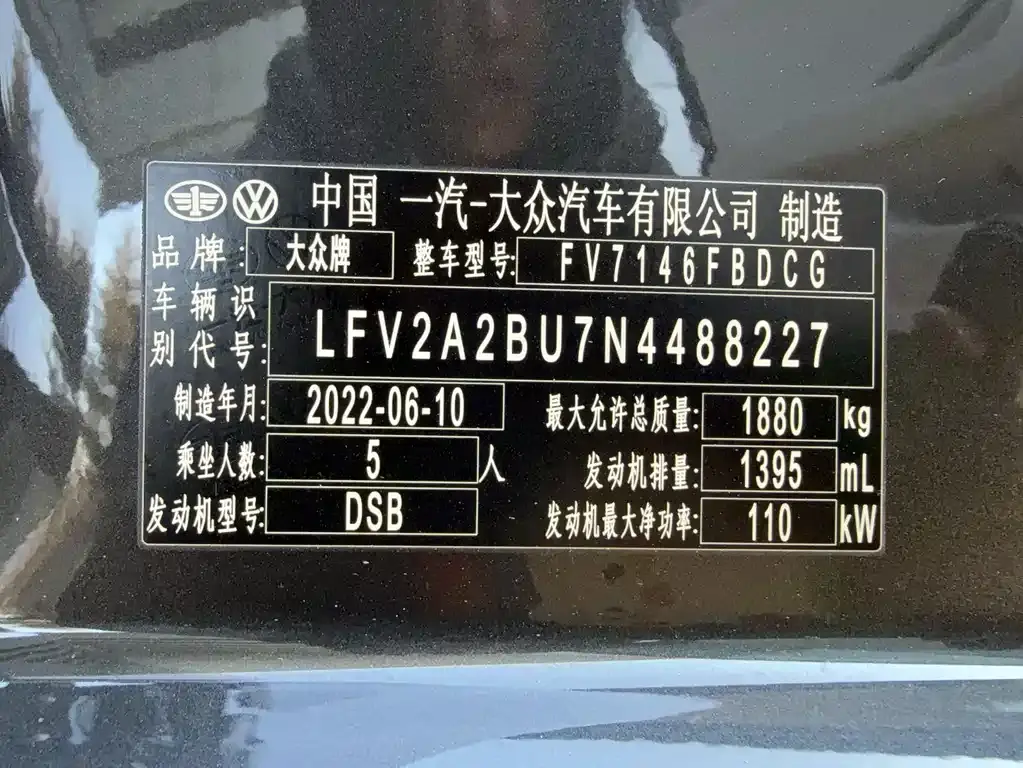 中国 一汽-大众汽车有限公司 制造
品牌: 大众牌 整车型号: FV7146FBDCG
车辆识别代号: LFV2A2BU7N4488227
制造年月: 2022-06-10 最大允许总质量: 1880 kg
乘坐人数: 5 人 发动机排量: 1395 mL
发动机型号: DSB 发动机最大净功率: 110 kW